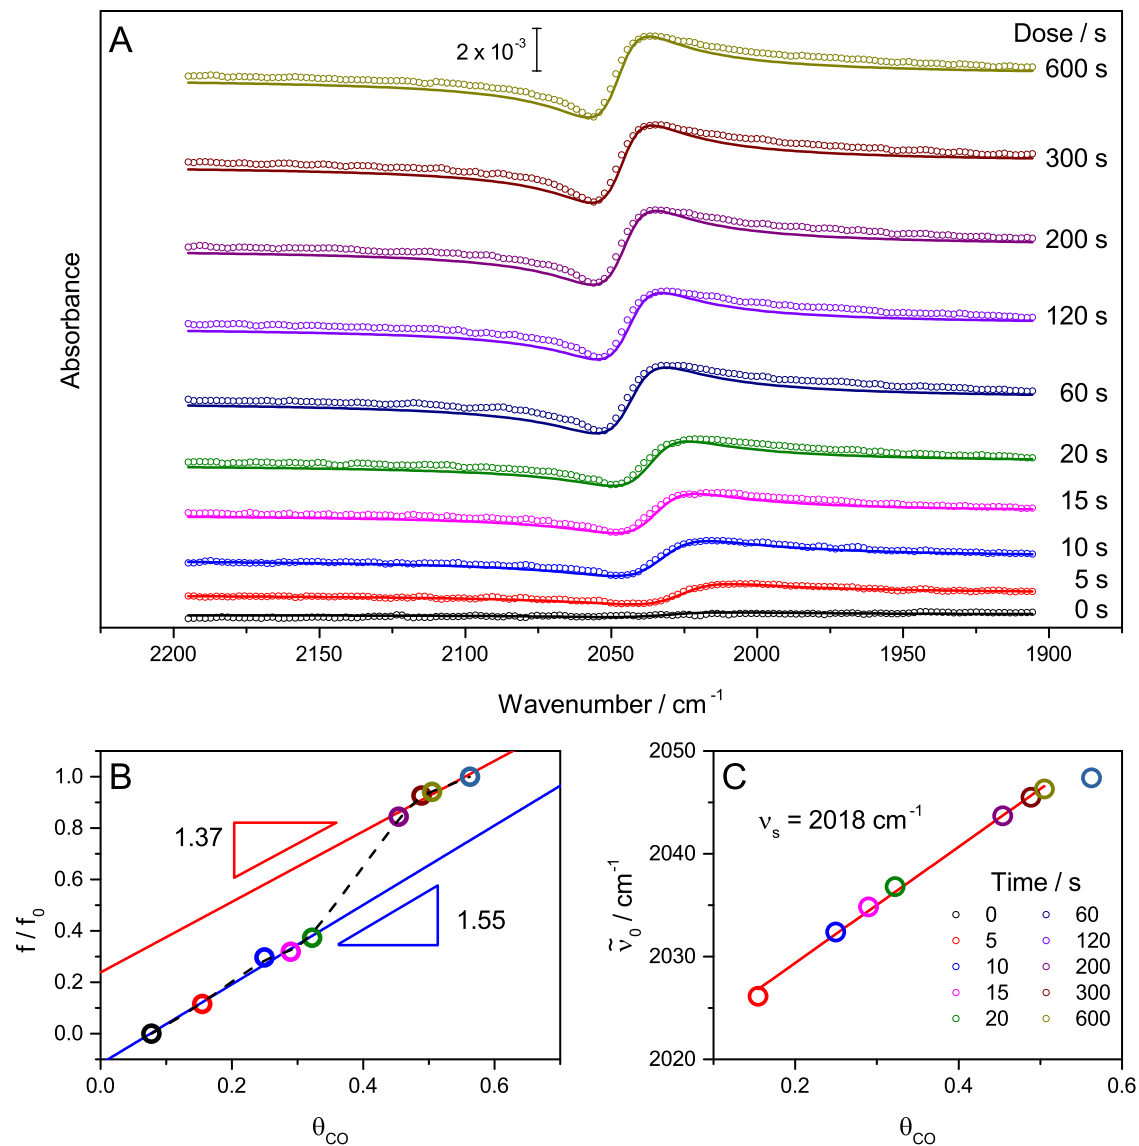 A
2 x 10⁻³
Dose / s
600 s
300 s
200 s
120 s
60 s
20 s
15 s
10 s
5 s
0 s
Absorbance
2200 2150 2100 2050 2000 1950 1900
Wavenumber / cm⁻¹
B
1.0
0.8
0.6
0.4
0.2
0.0
f / f₀
1.37
1.55
0.0 0.2 0.4 0.6
θCO
C
2050
2040
2030
2020
ν̃₀ / cm⁻¹
νₛ = 2018 cm⁻¹
Time / s
0 60
5 120
10 200
15 300
20 600
0.2 0.4 0.6
θCO